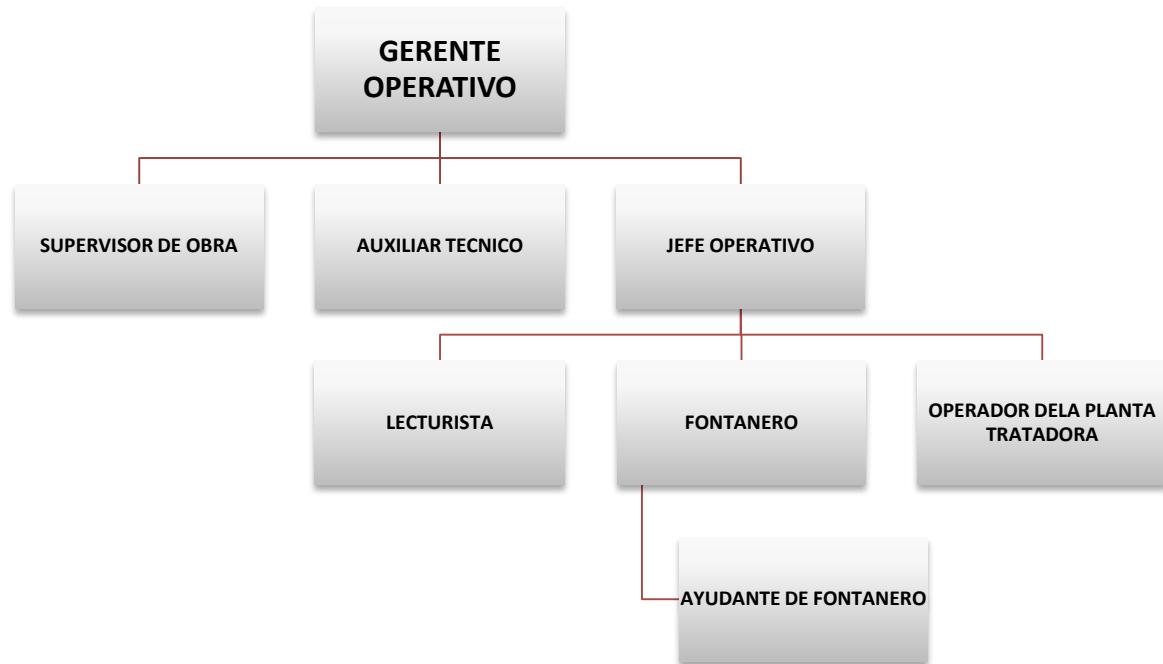 GERENTE
OPERATIVO
SUPERVISOR DE OBRA
AUXILIAR TECNICO
JEFE OPERATIVO
LECTURISTA
FONTANERO
OPERADOR DELA PLANTA
TRATADORA
AYUDANTE DE FONTANERO